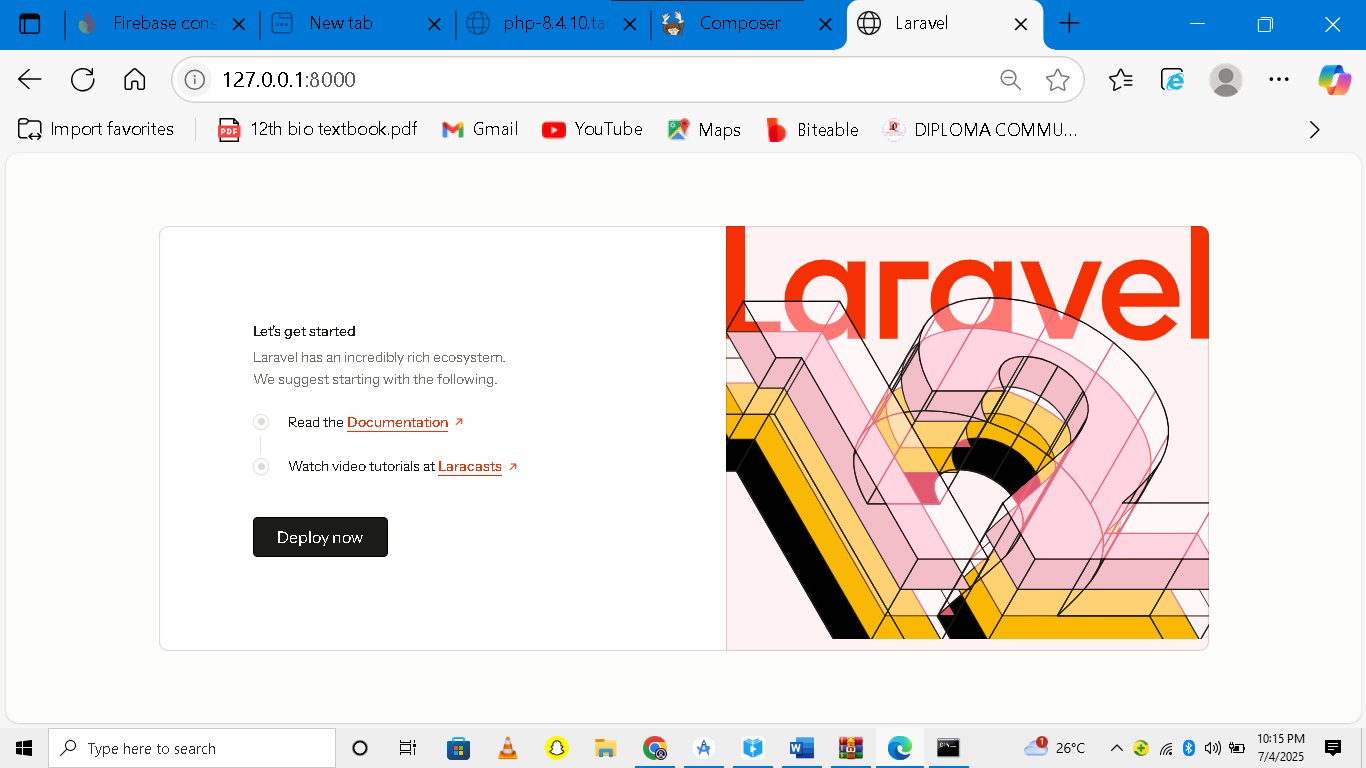 Firebase cons
New tab
php-8.4.10.tar
Composer
Laravel
127.0.0.1:8000
Import favorites
PDF
12th bio textbook.pdf
Gmail
YouTube
Maps
Biteable
DIPLOMA COMMU...
Let's get started
Laravel has an incredibly rich ecosystem.
We suggest starting with the following.
Read the Documentation
Watch video tutorials at Laracasts
Deploy now
Laravel
Type here to search
1
26°C
10:15 PM
7/4/2025